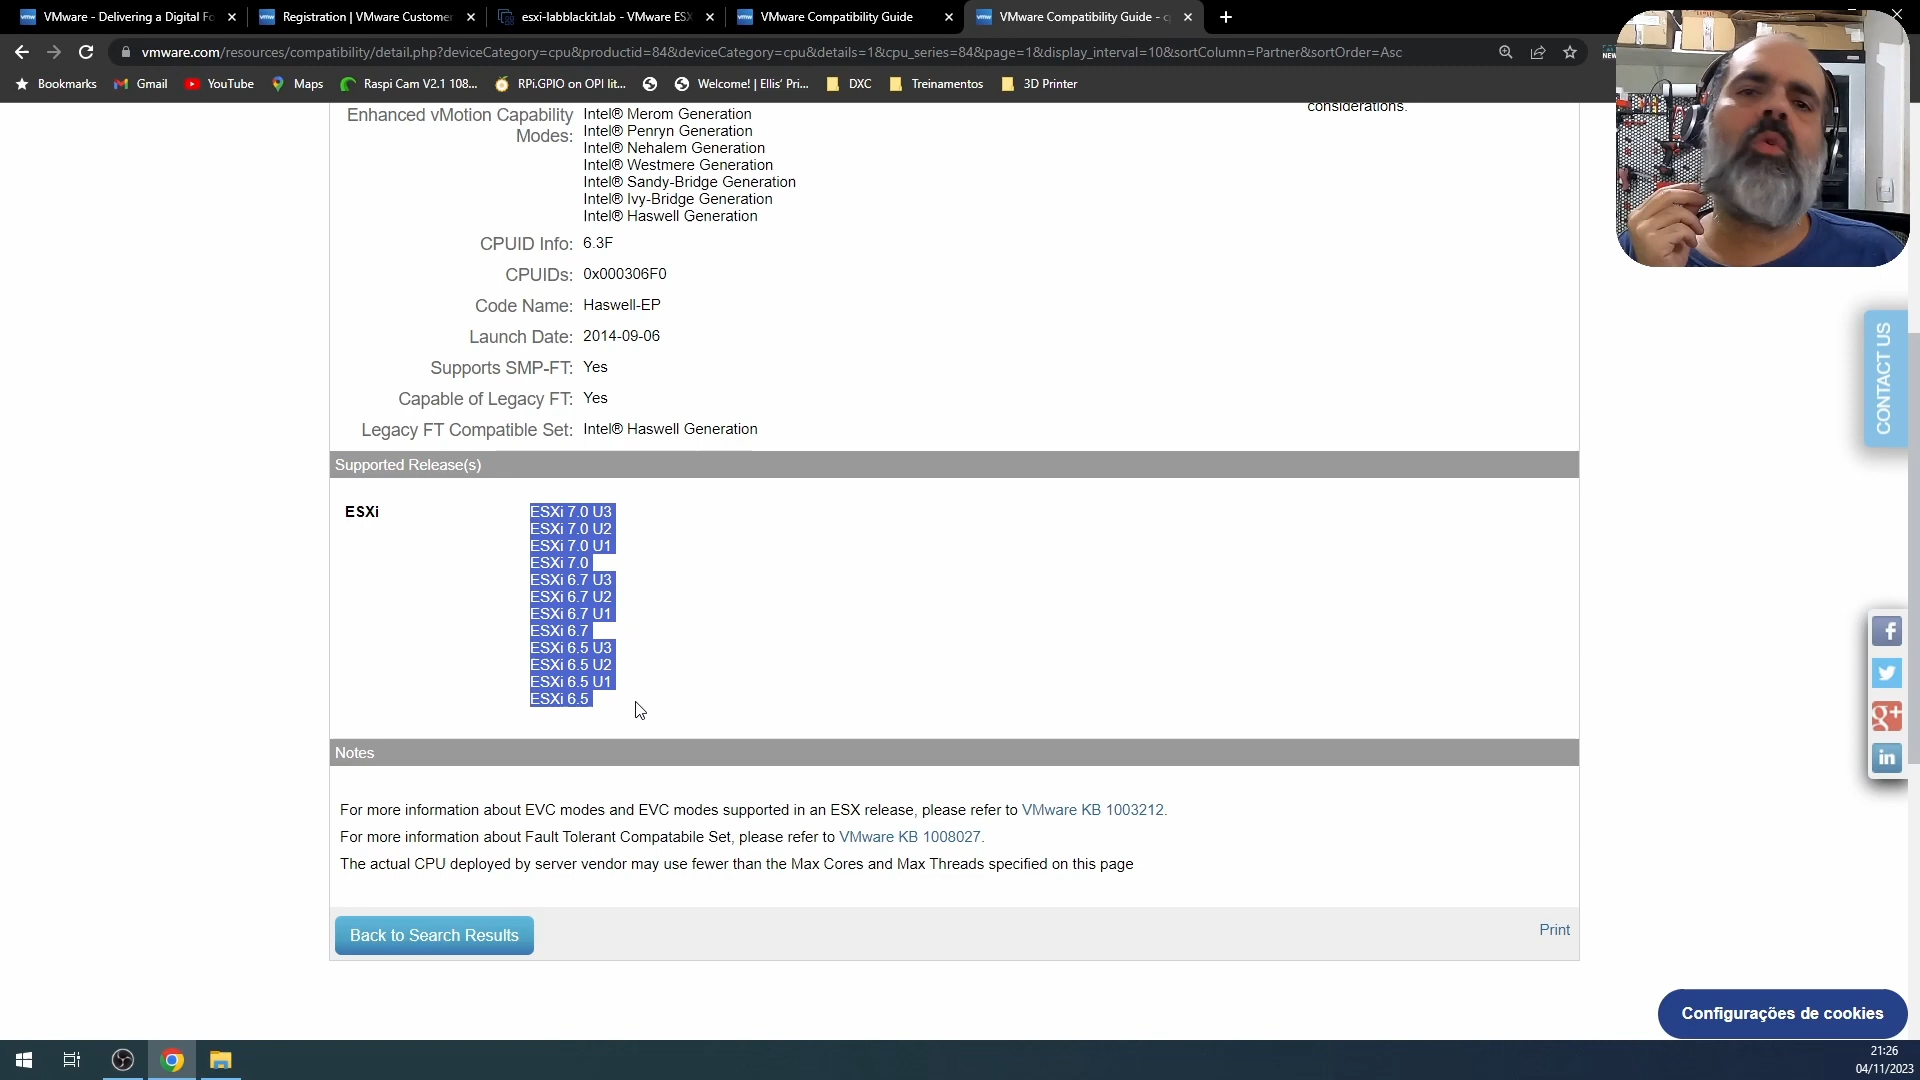 VMware - Delivering a Digital Fo
Registration | VMware Customer
esxi-labblackit.lab - VMware ESX
VMware Compatibility Guide
VMware Compatibility Guide - c
vmware.com/resources/compatibility/detail.php?deviceCategory=cpu&productid=84&deviceCategory=cpu&details=1&cpu_series=84&page=1&display_interval=10&sortColumn=Partner&sortOrder=Asc
NEW
Bookmarks
Gmail
YouTube
Maps
Raspi Cam V2.1 108...
RPi.GPIO on OPI lit...
Welcome! | Ellis' Pri...
DXC
Treinamentos
3D Printer
considerations.
Enhanced vMotion Capability Modes:
Intel® Merom Generation
Intel® Penryn Generation
Intel® Nehalem Generation
Intel® Westmere Generation
Intel® Sandy-Bridge Generation
Intel® Ivy-Bridge Generation
Intel® Haswell Generation
CPUID Info: 6.3F
CPUIDs: 0x000306F0
Code Name: Haswell-EP
Launch Date: 2014-09-06
Supports SMP-FT: Yes
Capable of Legacy FT: Yes
Legacy FT Compatible Set: Intel® Haswell Generation
Supported Release(s)
ESXi
ESXi 7.0 U3
ESXi 7.0 U2
ESXi 7.0 U1
ESXi 7.0
ESXi 6.7 U3
ESXi 6.7 U2
ESXi 6.7 U1
ESXi 6.7
ESXi 6.5 U3
ESXi 6.5 U2
ESXi 6.5 U1
ESXi 6.5
Notes
For more information about EVC modes and EVC modes supported in an ESX release, please refer to VMware KB 1003212.
For more information about Fault Tolerant Compatabile Set, please refer to VMware KB 1008027.
The actual CPU deployed by server vendor may use fewer than the Max Cores and Max Threads specified on this page
Back to Search Results
Print
CONTACT US
Configurações de cookies
21:26
04/11/2023